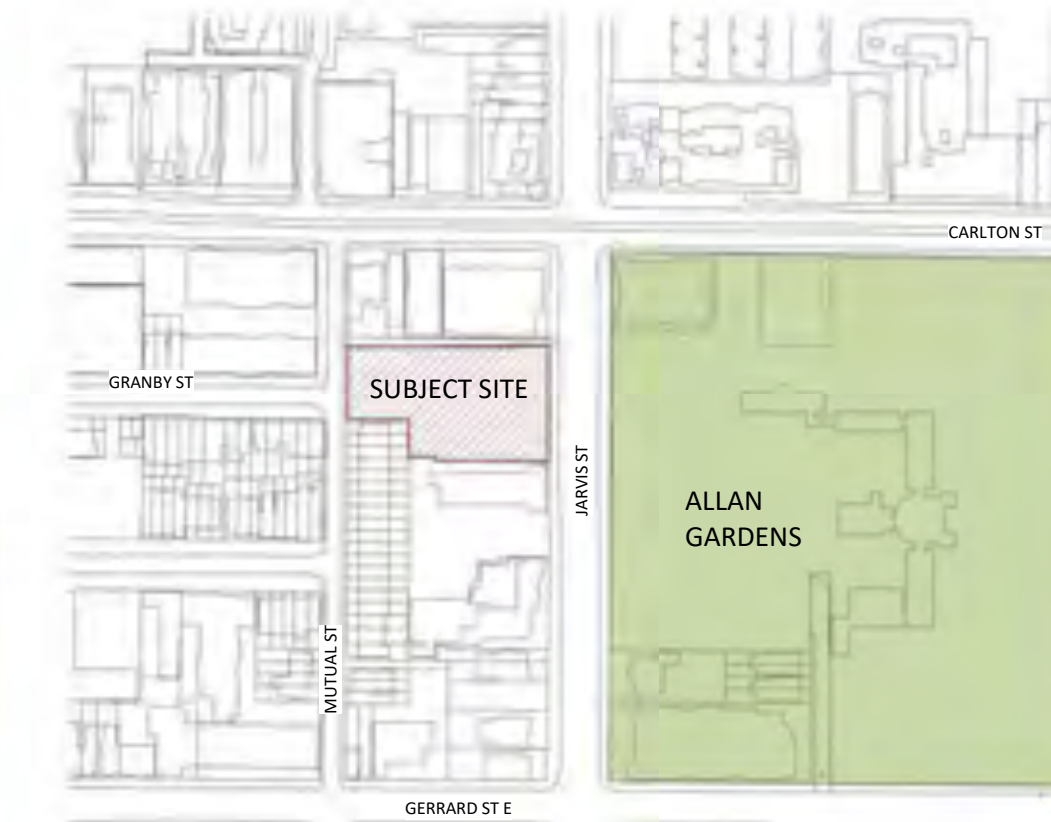 CARLTON ST
GRANBY ST
SUBJECT SITE
JARVIS ST
ALLAN
GARDENS
MUTUAL ST
GERRARD ST E